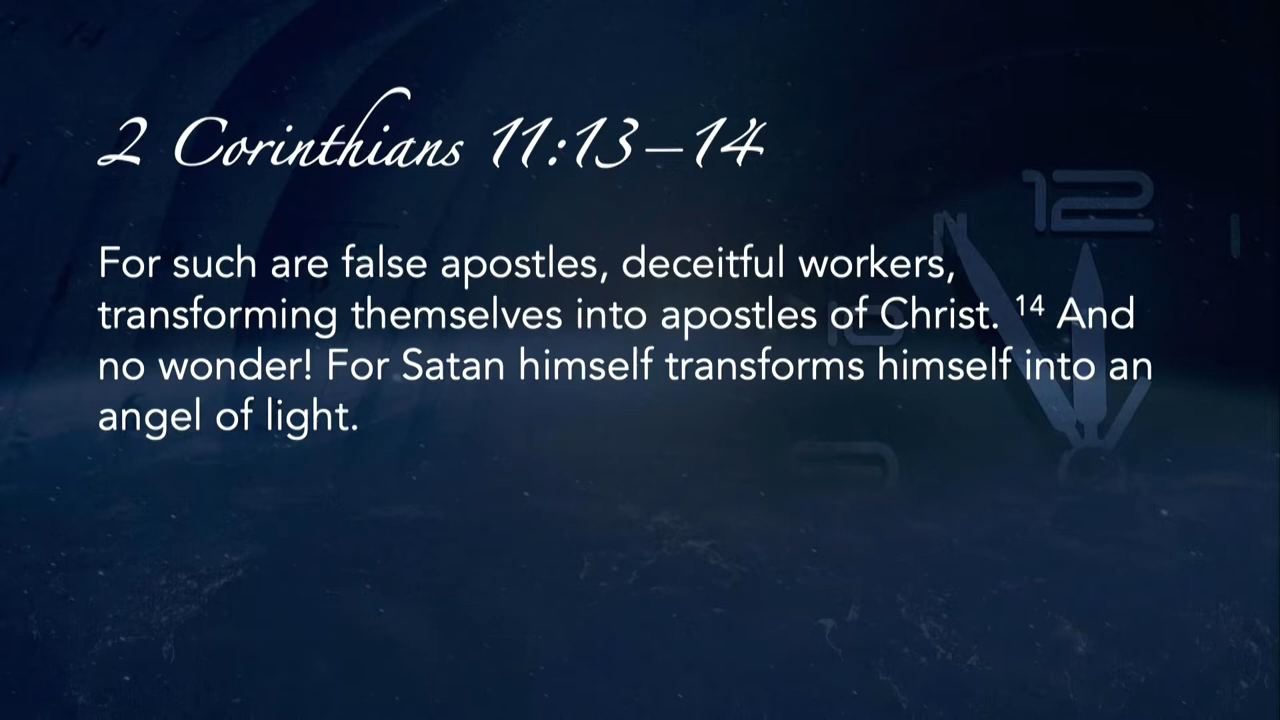 2 Corinthians 11:13–14
For such are false apostles, deceitful workers,
transforming themselves into apostles of Christ. ¹⁴ And
no wonder! For Satan himself transforms himself into an
angel of light.
12
10